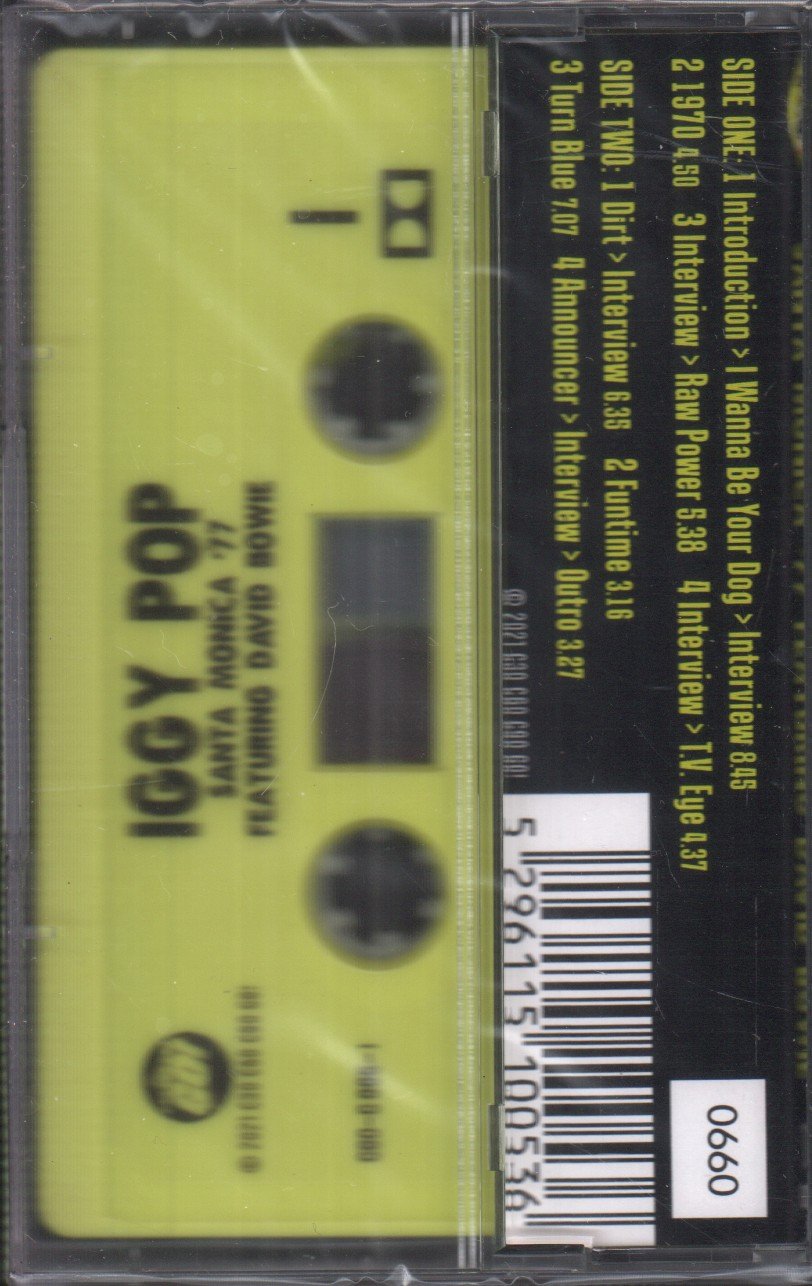 SIDE ONE: 1 Introduction > I Wanna Be Your Dog > Interview 8.45
2 1970 4.50 3 Interview > Raw Power 5.38 4 Interview > T.V. Eye 4.37
SIDE TWO: 1 Dirt > Interview 6.35 2 Funtime 3.16
3 Turn Blue 7.07 4 Announcer > Interview > Outro 3.27
℗ 2021
5 296115 100536
0660
I
IGGY POP
SANTA MONICA '77
FEATURING DAVID BOWIE
© 2021